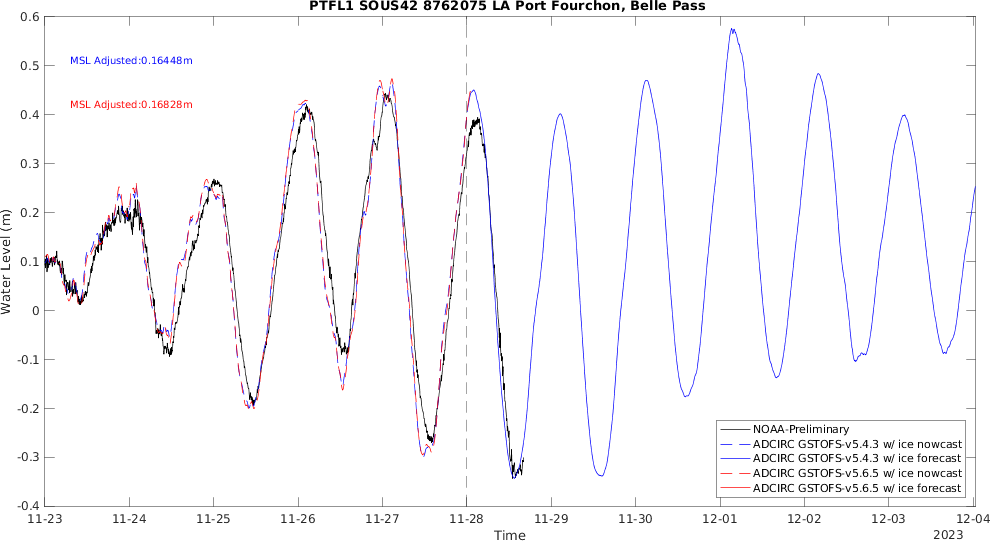 PTFL1 SOUS42 8762075 LA Port Fourchon, Belle Pass
0.6
0.5
0.4
0.3
0.2
0.1
0
-0.1
-0.2
-0.3
-0.4
Water Level (m)
MSL Adjusted:0.16448m
MSL Adjusted:0.16828m
NOAA-Preliminary
ADCIRC GSTOFS-v5.4.3 w/ ice nowcast
ADCIRC GSTOFS-v5.4.3 w/ ice forecast
ADCIRC GSTOFS-v5.6.5 w/ ice nowcast
ADCIRC GSTOFS-v5.6.5 w/ ice forecast
11-23 11-24 11-25 11-26 11-27 11-28 11-29 11-30 12-01 12-02 12-03 12-04
Time
2023